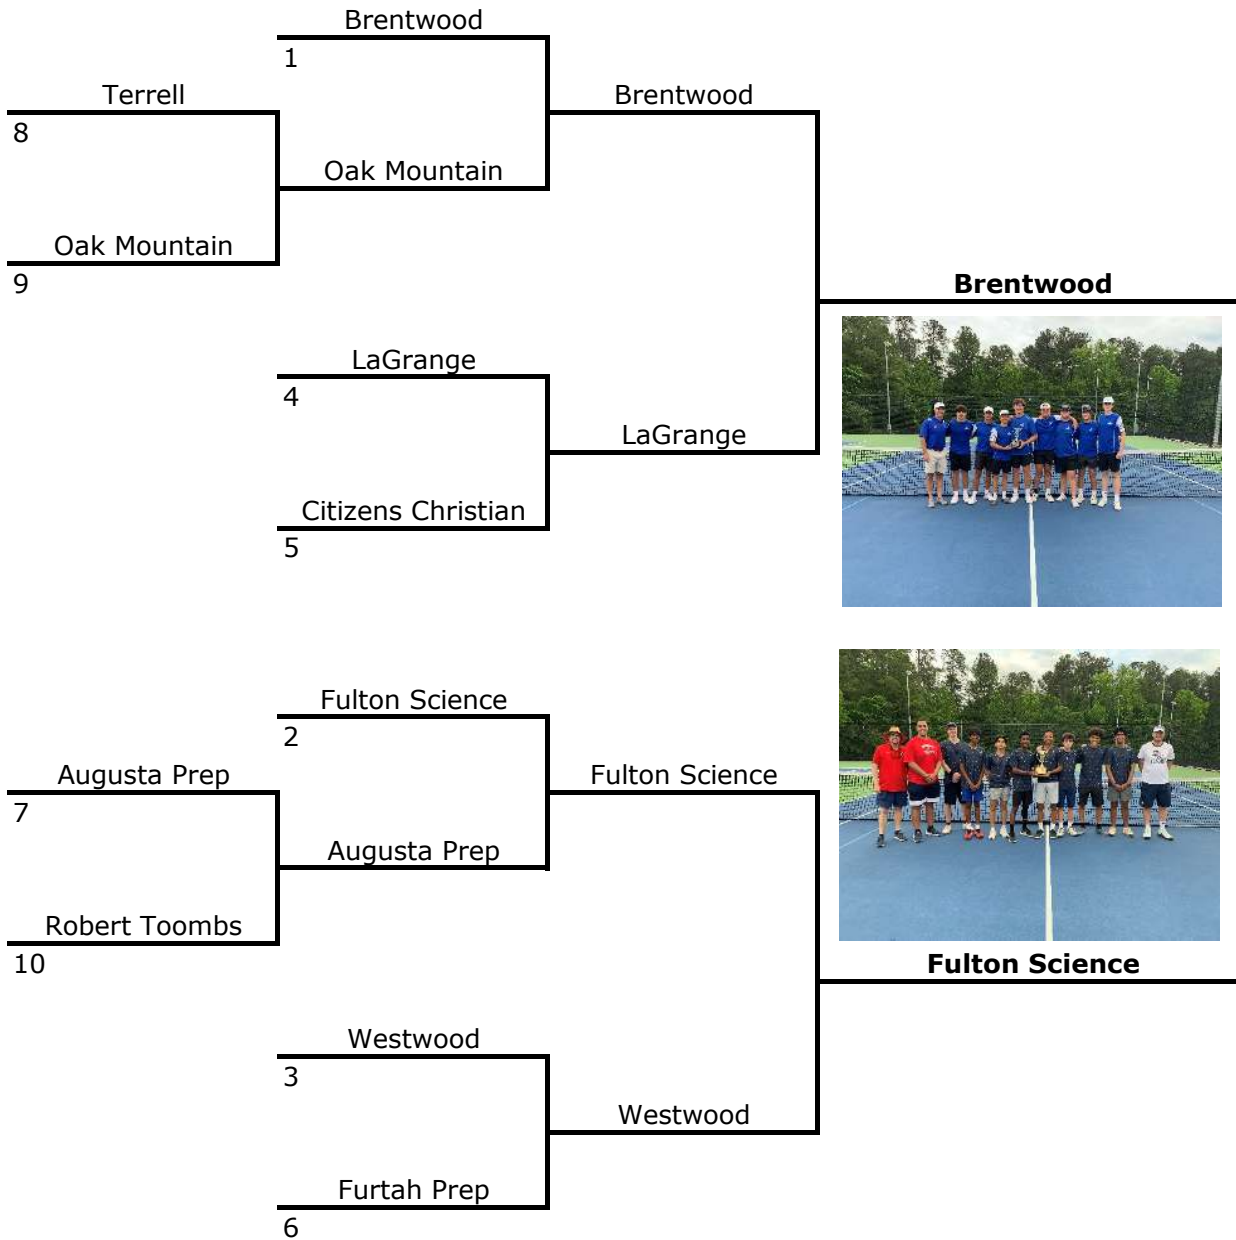 Brentwood
1
Terrell
8
Brentwood
Oak Mountain
Oak Mountain
9
Brentwood
LaGrange
4
LaGrange
Citizens Christian
5
Fulton Science
2
Augusta Prep
7
Fulton Science
Augusta Prep
Robert Toombs
10
Fulton Science
Westwood
3
Westwood
Furtah Prep
6